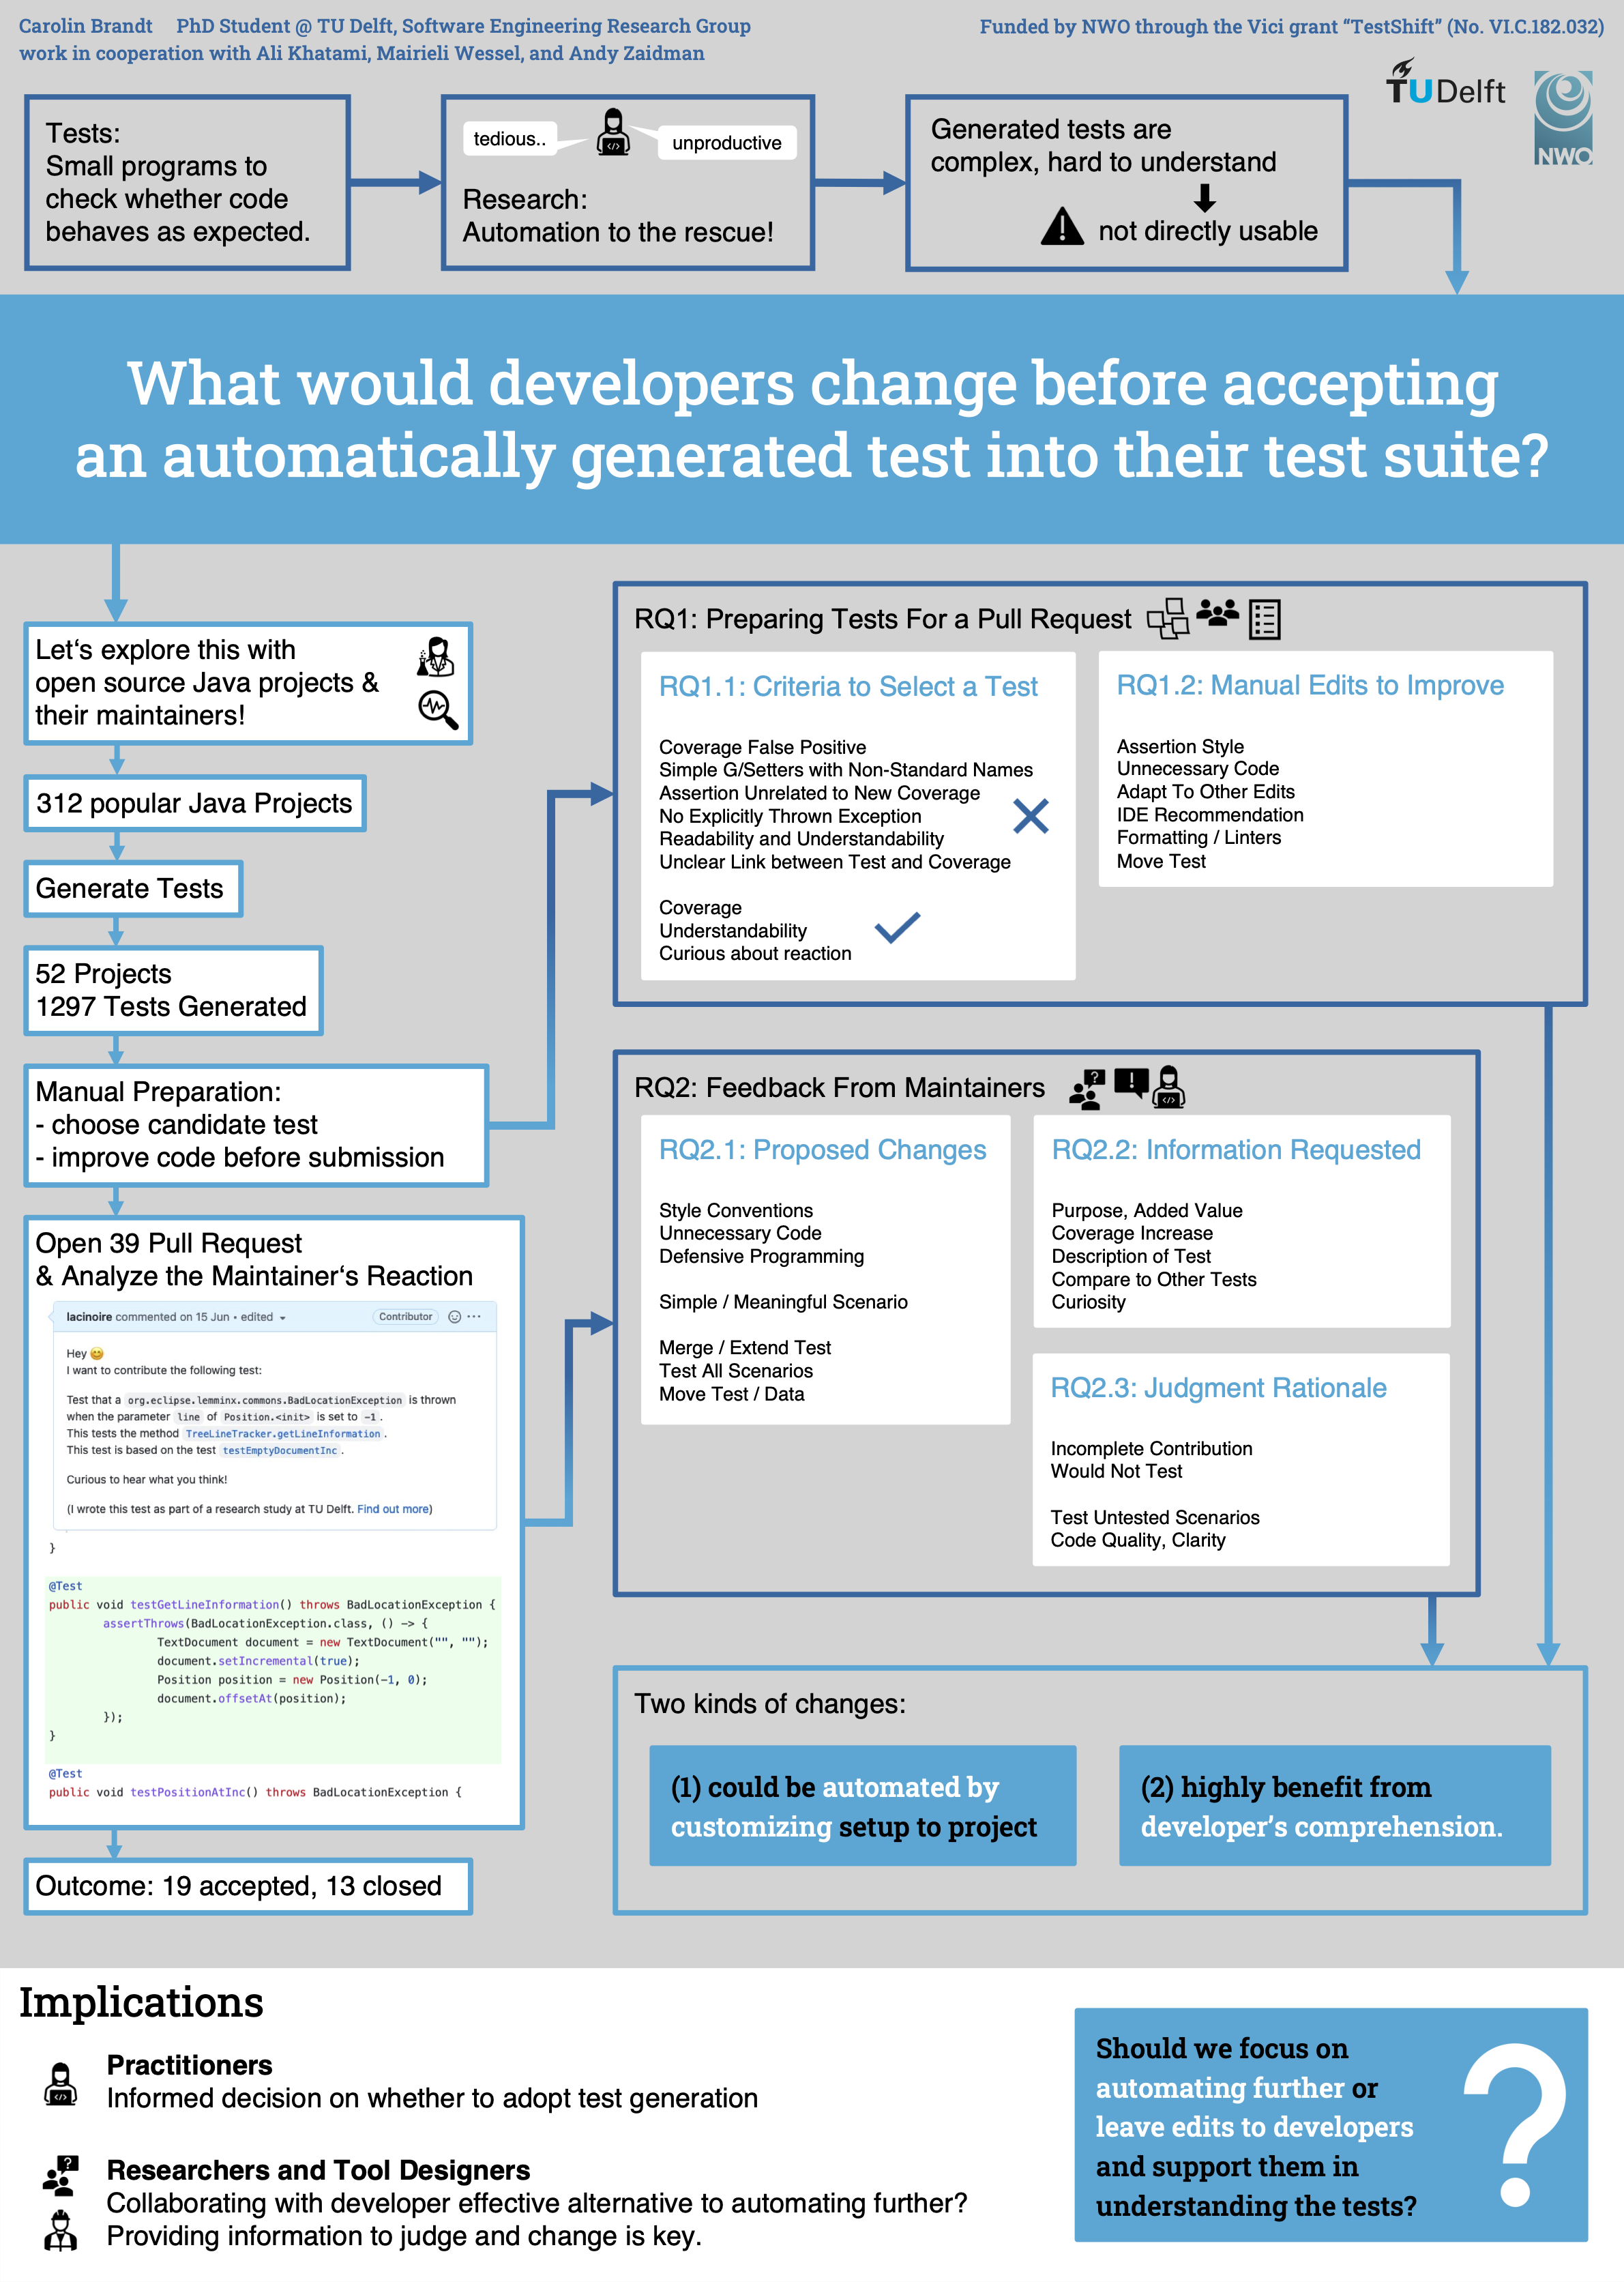 Carolin Brandt PhD Student @ TU Delft, Software Engineering Research Group
work in cooperation with Ali Khatami, Mairieli Wessel, and Andy Zaidman
Funded by NWO through the Vici grant “TestShift” (No. VI.C.182.032)
TUDelft
NWO
Tests:
Small programs to
check whether code
behaves as expected.
tedious..
unproductive
Research:
Automation to the rescue!
Generated tests are
complex, hard to understand
not directly usable
What would developers change before accepting
an automatically generated test into their test suite?
Let‘s explore this with
open source Java projects &
their maintainers!
312 popular Java Projects
Generate Tests
52 Projects
1297 Tests Generated
Manual Preparation:
- choose candidate test
- improve code before submission
Open 39 Pull Request
& Analyze the Maintainer‘s Reaction
lacinoire commented on 15 Jun • edited
Contributor
Hey 😊
I want to contribute the following test:
Test that a org.eclipse.lemminx.commons.BadLocationException is thrown
when the parameter line of Position.<init> is set to -1 .
This tests the method TreeLineTracker.getLineInformation .
This test is based on the test testEmptyDocumentInc .
Curious to hear what you think!
(I wrote this test as part of a research study at TU Delft. Find out more)
}
@Test
public void testGetLineInformation() throws BadLocationException {
assertThrows(BadLocationException.class, () -> {
TextDocument document = new TextDocument("", "");
document.setIncremental(true);
Position position = new Position(-1, 0);
document.offsetAt(position);
});
}
@Test
public void testPositionAtInc() throws BadLocationException {
Outcome: 19 accepted, 13 closed
RQ1: Preparing Tests For a Pull Request
RQ1.1: Criteria to Select a Test
Coverage False Positive
Simple G/Setters with Non-Standard Names
Assertion Unrelated to New Coverage
No Explicitly Thrown Exception
Readability and Understandability
Unclear Link between Test and Coverage
Coverage
Understandability
Curious about reaction
RQ1.2: Manual Edits to Improve
Assertion Style
Unnecessary Code
Adapt To Other Edits
IDE Recommendation
Formatting / Linters
Move Test
RQ2: Feedback From Maintainers
RQ2.1: Proposed Changes
Style Conventions
Unnecessary Code
Defensive Programming
Simple / Meaningful Scenario
Merge / Extend Test
Test All Scenarios
Move Test / Data
RQ2.2: Information Requested
Purpose, Added Value
Coverage Increase
Description of Test
Compare to Other Tests
Curiosity
RQ2.3: Judgment Rationale
Incomplete Contribution
Would Not Test
Test Untested Scenarios
Code Quality, Clarity
Two kinds of changes:
(1) could be automated by
customizing setup to project
(2) highly benefit from
developer’s comprehension.
Implications
Practitioners
Informed decision on whether to adopt test generation
Researchers and Tool Designers
Collaborating with developer effective alternative to automating further?
Providing information to judge and change is key.
Should we focus on
automating further or
leave edits to developers
and support them in
understanding the tests?
?